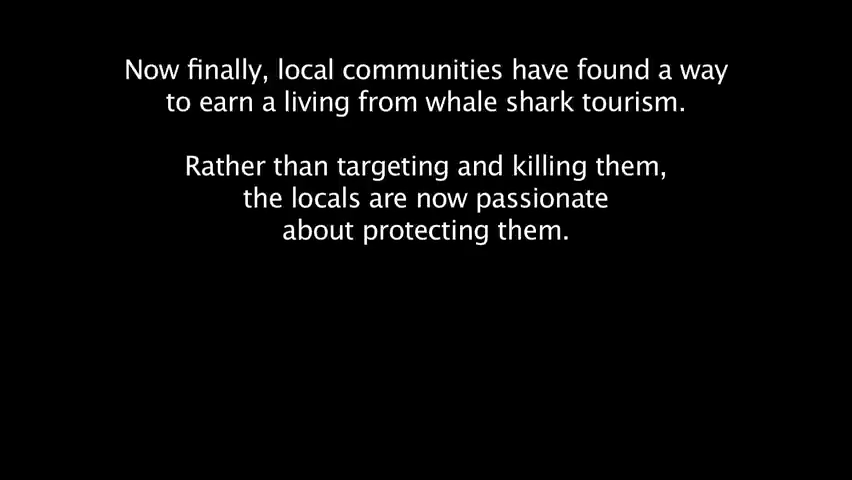 Now finally, local communities have found a way
to earn a living from whale shark tourism.
Rather than targeting and killing them,
the locals are now passionate
about protecting them.